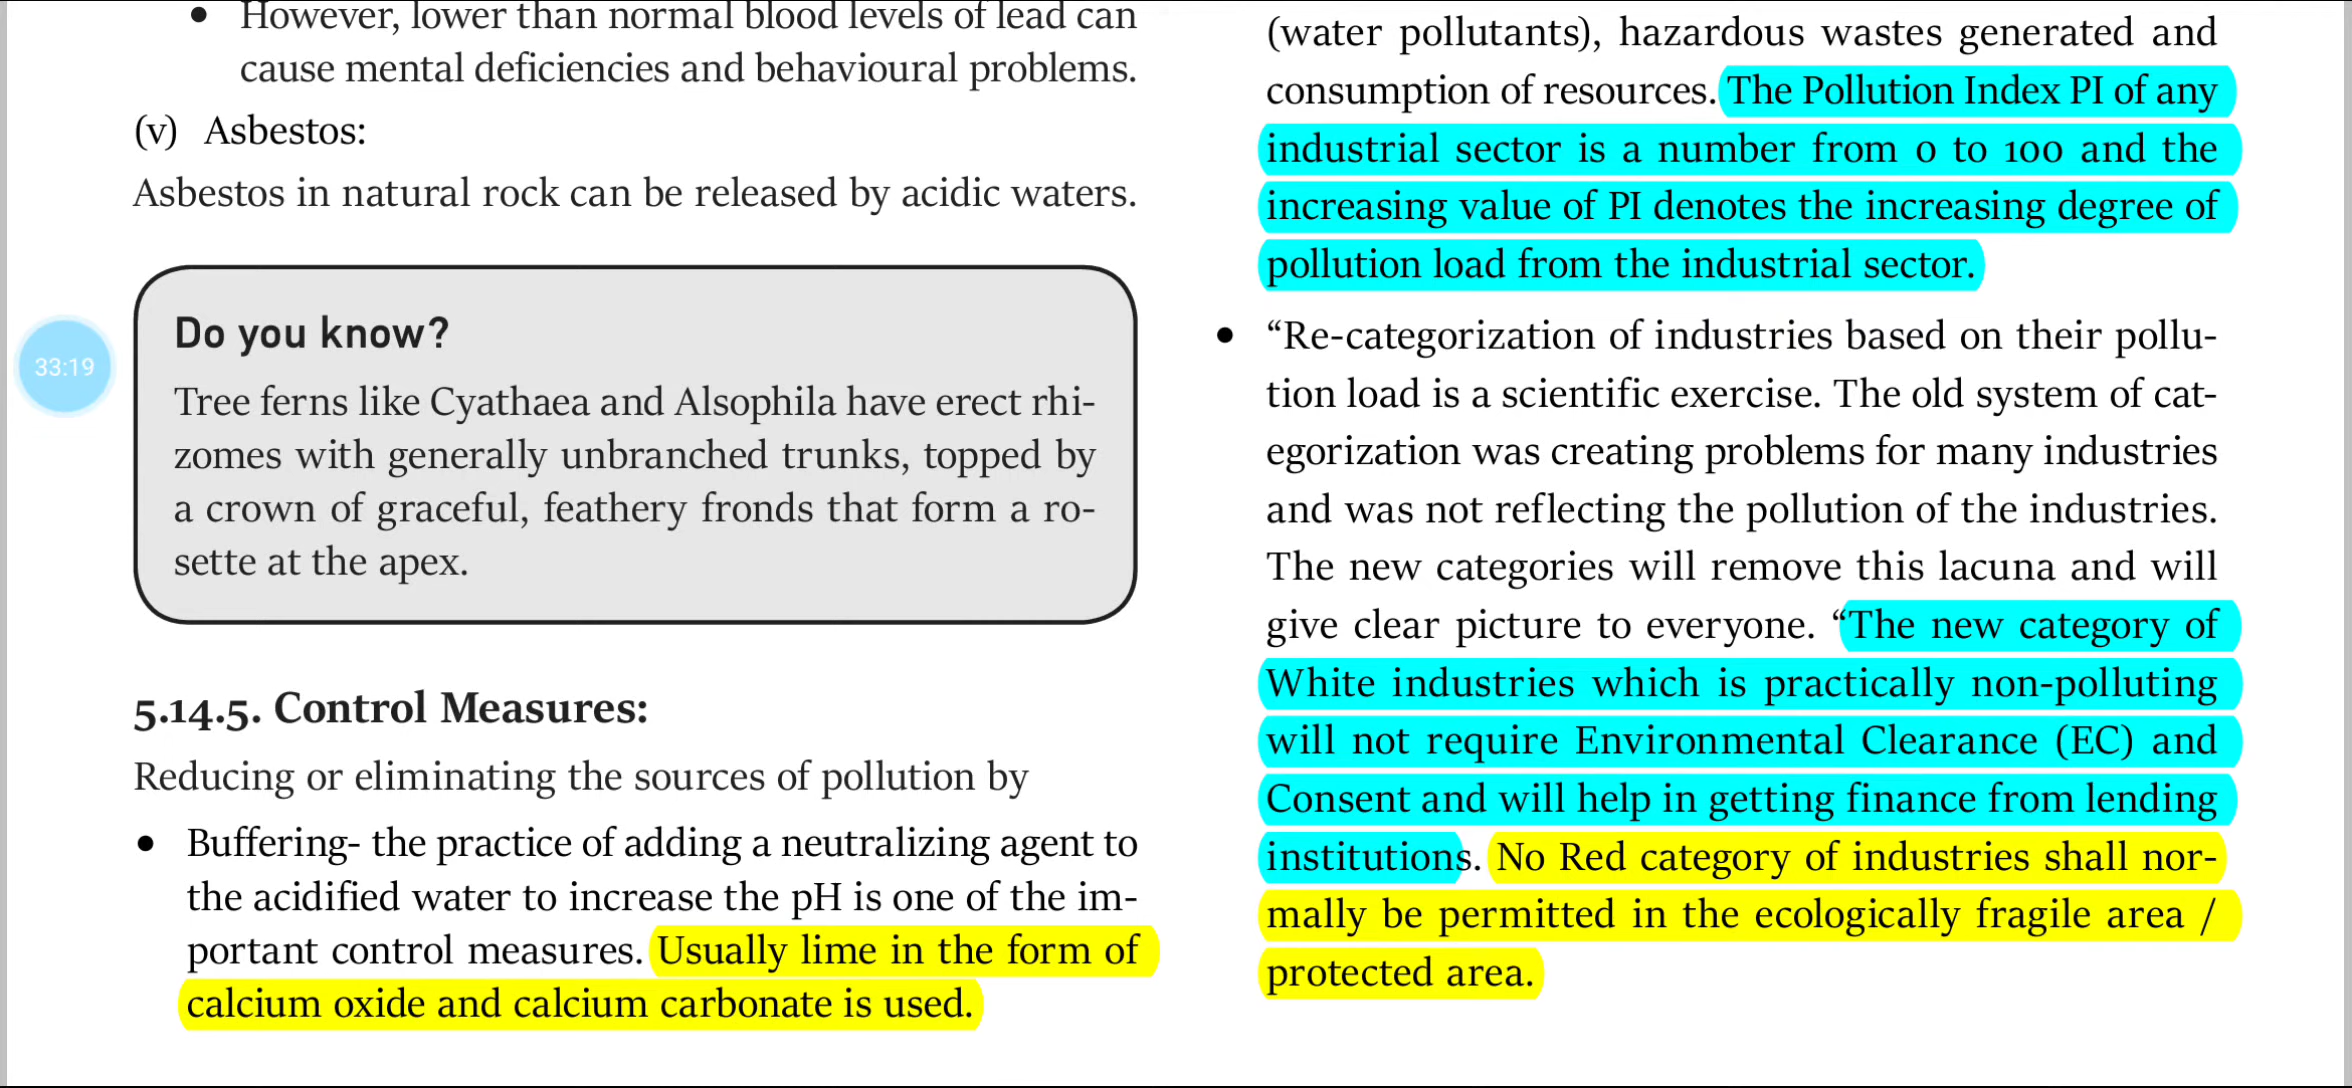 • However, lower than normal blood levels of lead can
cause mental deficiencies and behavioural problems.
(v) Asbestos:
Asbestos in natural rock can be released by acidic waters.
33:19
Do you know?
Tree ferns like Cyathaea and Alsophila have erect rhi-
zomes with generally unbranched trunks, topped by
a crown of graceful, feathery fronds that form a ro-
sette at the apex.
5.14.5. Control Measures:
Reducing or eliminating the sources of pollution by
• Buffering- the practice of adding a neutralizing agent to
the acidified water to increase the pH is one of the im-
portant control measures. Usually lime in the form of
calcium oxide and calcium carbonate is used.
(water pollutants), hazardous wastes generated and
consumption of resources. The Pollution Index PI of any
industrial sector is a number from 0 to 100 and the
increasing value of PI denotes the increasing degree of
pollution load from the industrial sector.
• “Re-categorization of industries based on their pollu-
tion load is a scientific exercise. The old system of cat-
egorization was creating problems for many industries
and was not reflecting the pollution of the industries.
The new categories will remove this lacuna and will
give clear picture to everyone. “The new category of
White industries which is practically non-polluting
will not require Environmental Clearance (EC) and
Consent and will help in getting finance from lending
institutions. No Red category of industries shall nor-
mally be permitted in the ecologically fragile area /
protected area.